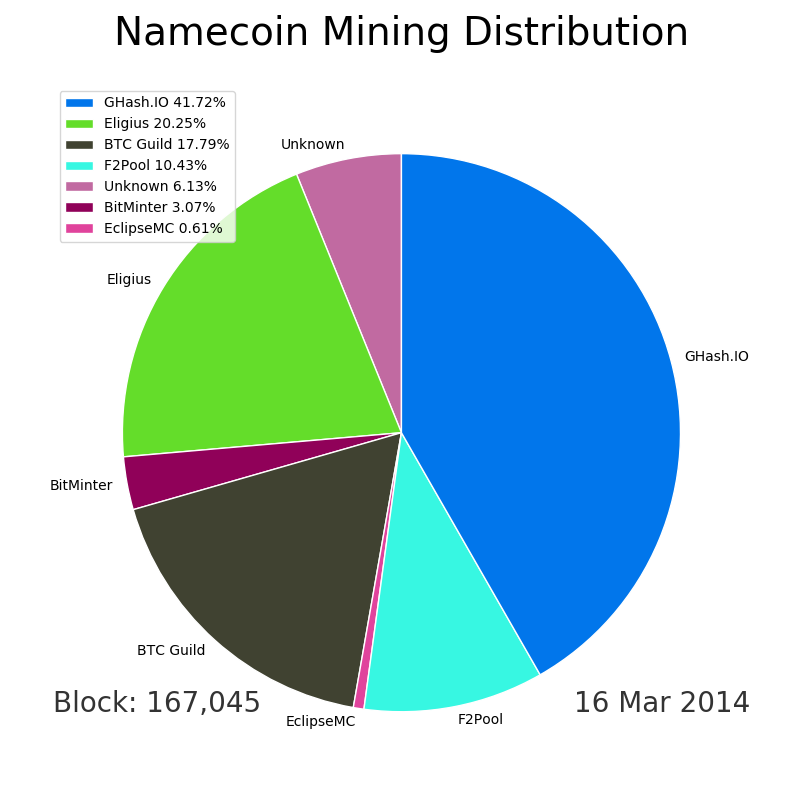 Namecoin Mining Distribution
GHash.IO 41.72%
Eligius 20.25%
BTC Guild 17.79%
F2Pool 10.43%
Unknown 6.13%
BitMinter 3.07%
EclipseMC 0.61%
Unknown
Eligius
GHash.IO
BitMinter
BTC Guild
Block: 167,045
16 Mar 2014
EclipseMC
F2Pool